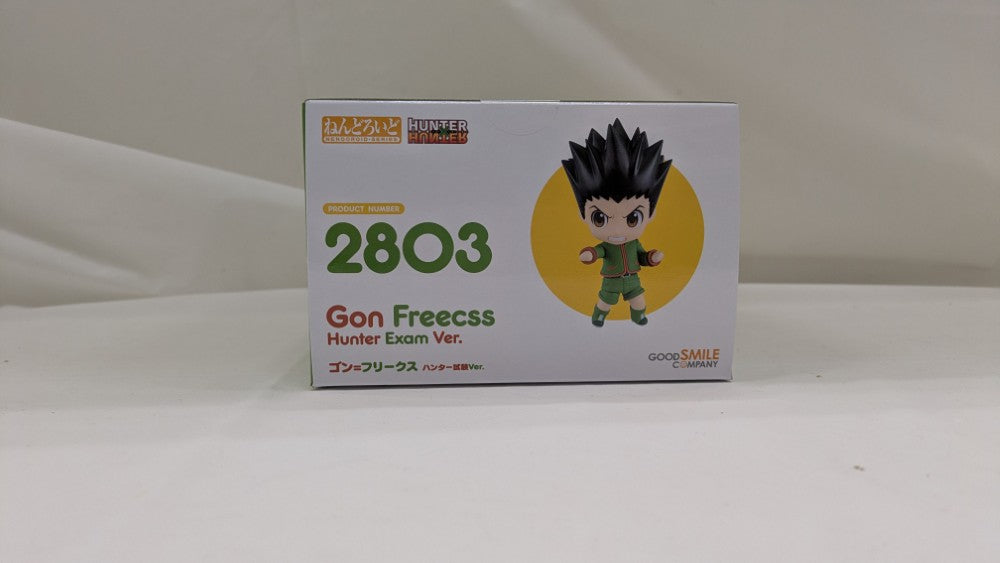 ねんどろいど
NENDOROID・SERIES
HUNTER
HUNTER
PRODUCT NUMBER
2803
Gon Freecss
Hunter Exam Ver.
ゴン=フリークス ハンター試験Ver.
GOOD SMILE
COMPANY